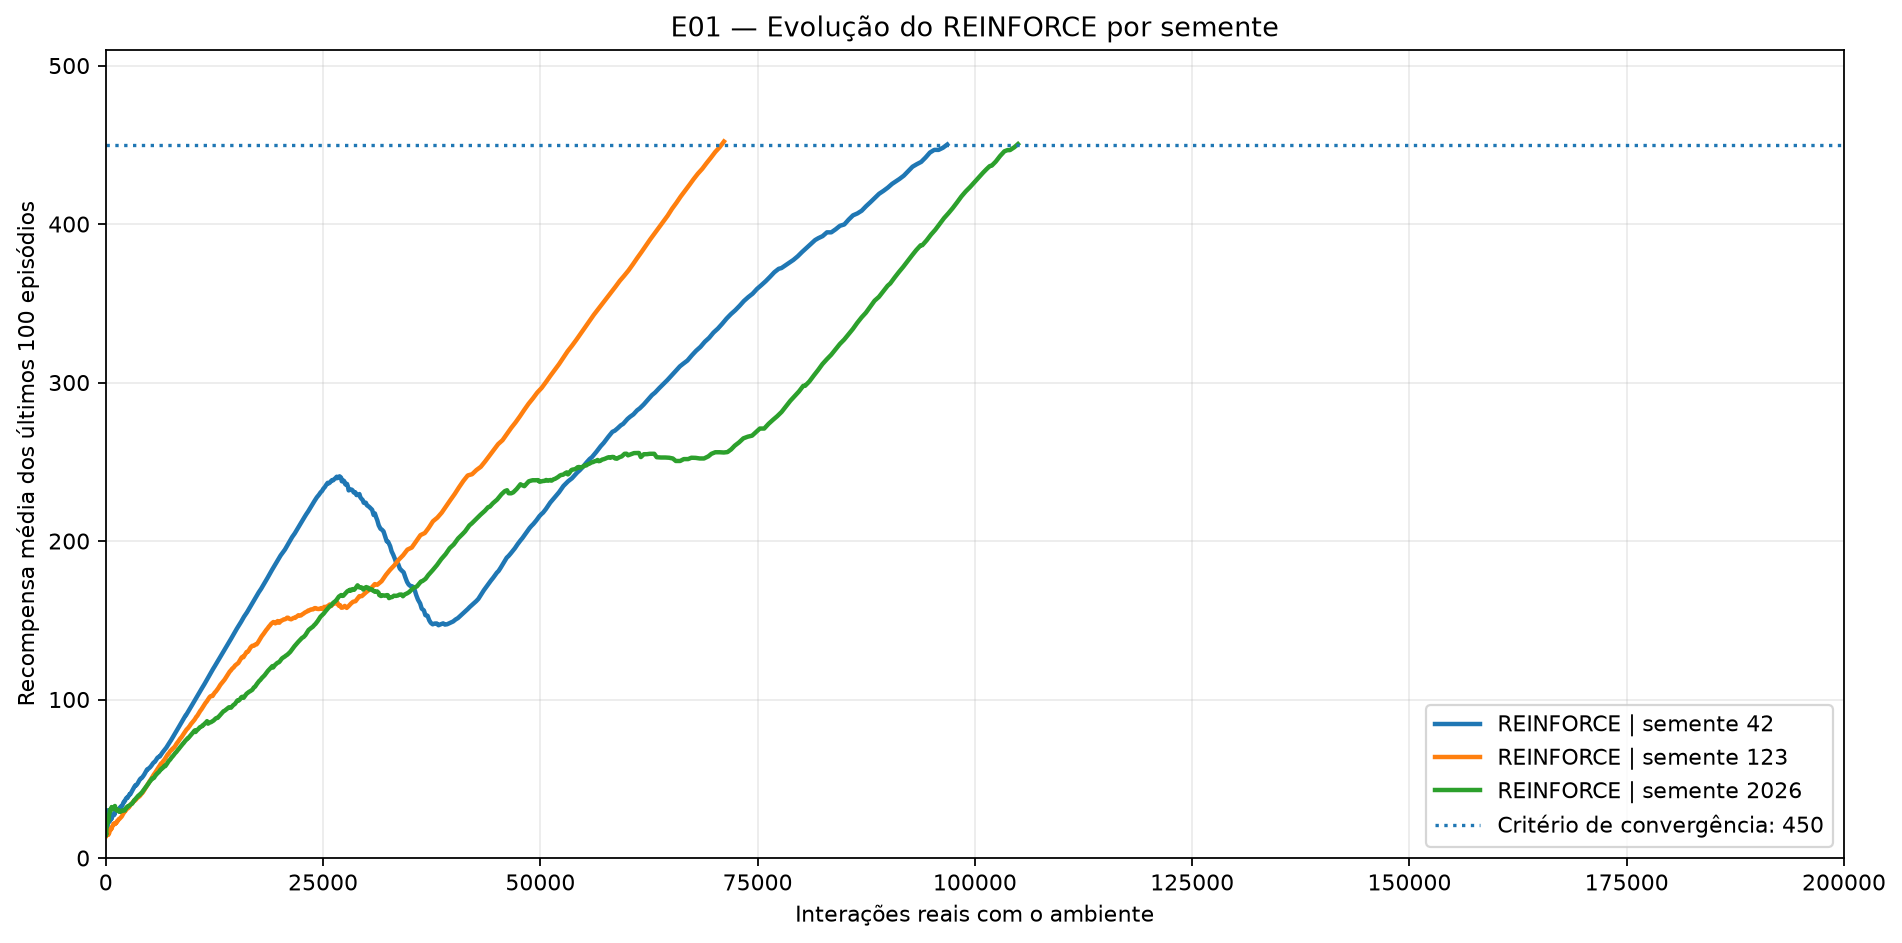 E01 — Evolução do REINFORCE por semente
Recompensa média dos últimos 100 episódios
500
400
300
200
100
0
0 25000 50000 75000 100000 125000 150000 175000 200000
Interações reais com o ambiente
REINFORCE | semente 42
REINFORCE | semente 123
REINFORCE | semente 2026
Critério de convergência: 450